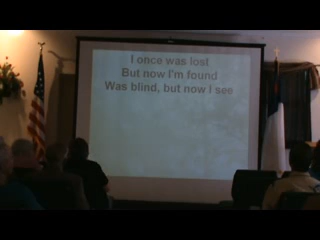 I once was lost
But now I'm found
Was blind, but now I see